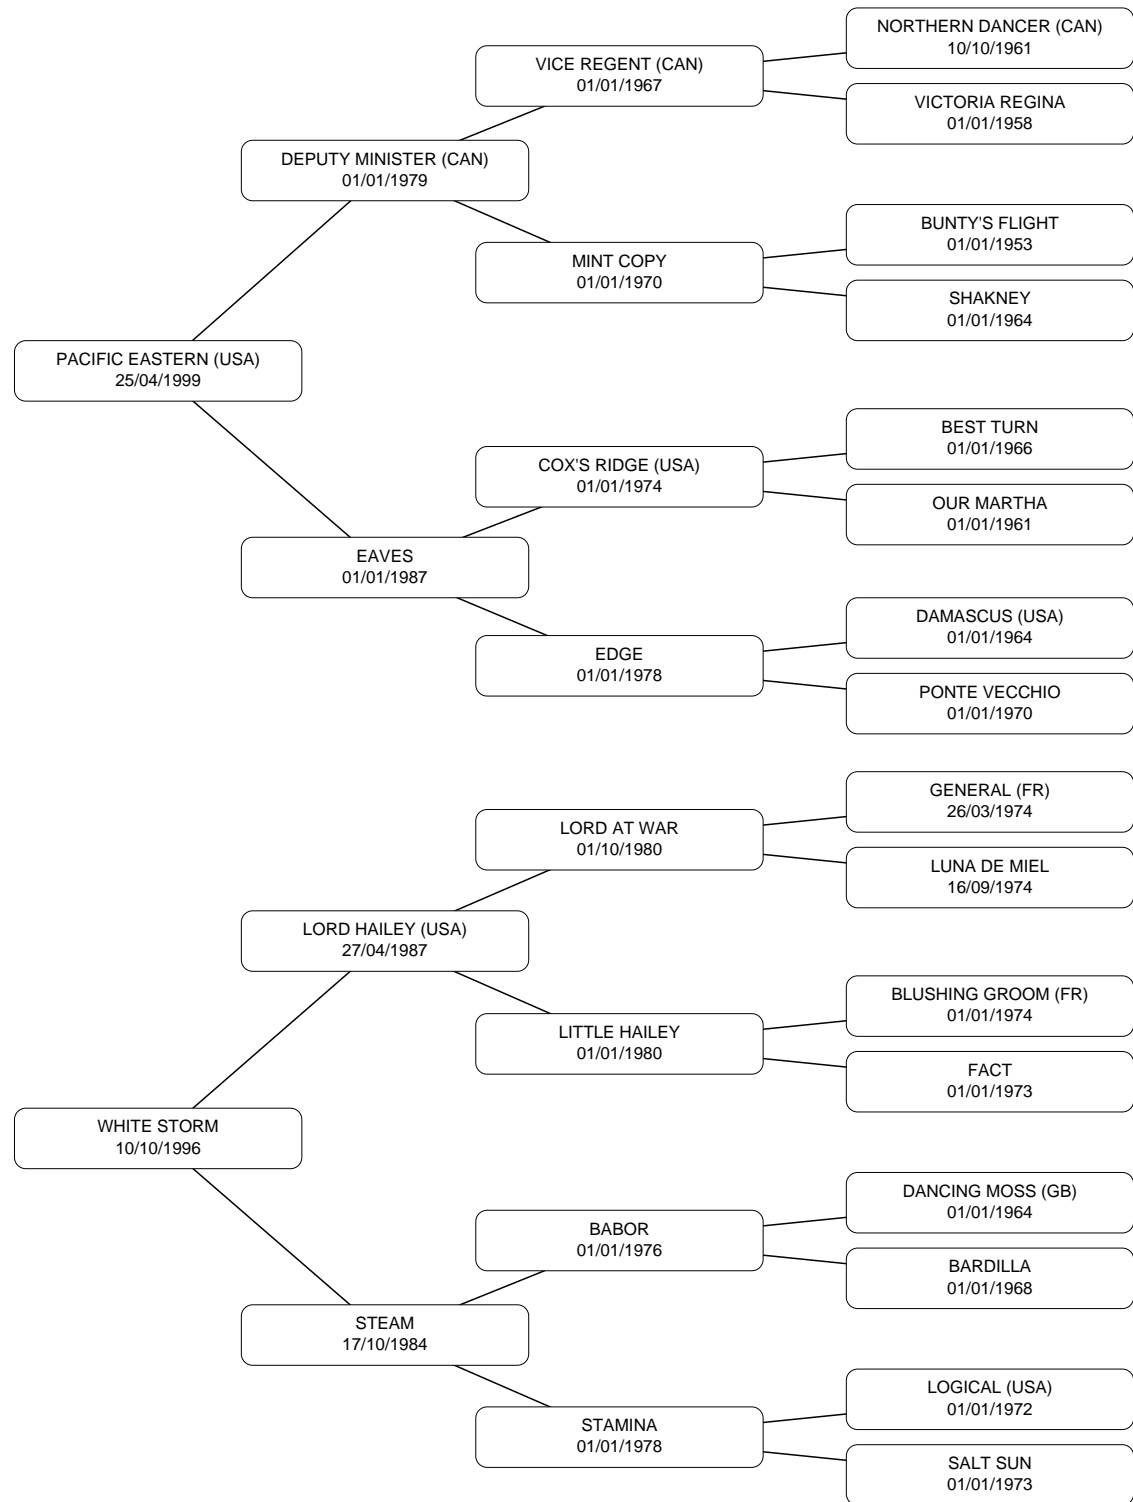 NORTHERN DANCER (CAN)
10/10/1961
VICE REGENT (CAN)
01/01/1967
VICTORIA REGINA
01/01/1958
DEPUTY MINISTER (CAN)
01/01/1979
BUNTY'S FLIGHT
01/01/1953
MINT COPY
01/01/1970
SHAKNEY
01/01/1964
PACIFIC EASTERN (USA)
25/04/1999
BEST TURN
01/01/1966
COX'S RIDGE (USA)
01/01/1974
OUR MARTHA
01/01/1961
EAVES
01/01/1987
DAMASCUS (USA)
01/01/1964
EDGE
01/01/1978
PONTE VECCHIO
01/01/1970
GENERAL (FR)
26/03/1974
LORD AT WAR
01/10/1980
LUNA DE MIEL
16/09/1974
LORD HAILEY (USA)
27/04/1987
BLUSHING GROOM (FR)
01/01/1974
LITTLE HAILEY
01/01/1980
FACT
01/01/1973
WHITE STORM
10/10/1996
DANCING MOSS (GB)
01/01/1964
BABOR
01/01/1976
BARDILLA
01/01/1968
STEAM
17/10/1984
LOGICAL (USA)
01/01/1972
STAMINA
01/01/1978
SALT SUN
01/01/1973